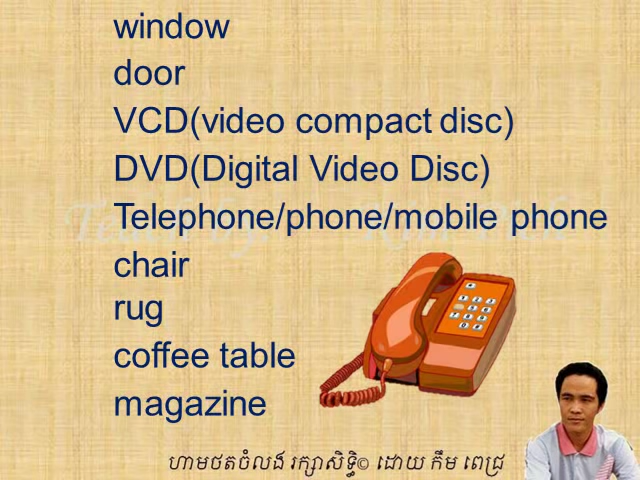 window
door
VCD(video compact disc)
DVD(Digital Video Disc)
Telephone/phone/mobile phone
chair
rug
coffee table
magazine
ហាមថតចំលង រក្សាសិទ្ធិ© ដោយ កឹម ពេជ្រ